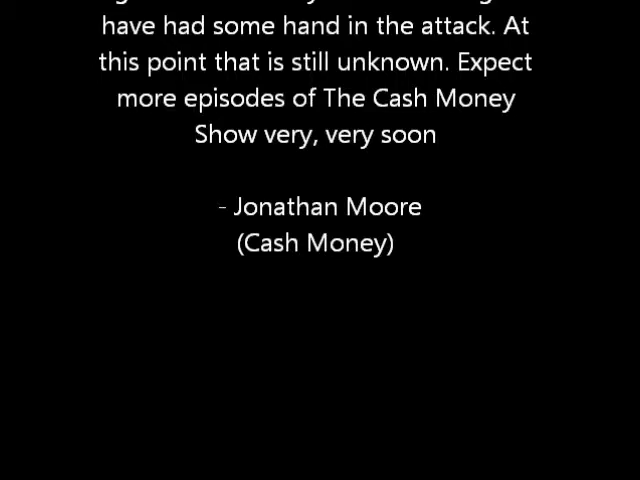 have had some hand in the attack. At
this point that is still unknown. Expect
more episodes of The Cash Money
Show very, very soon
- Jonathan Moore
(Cash Money)